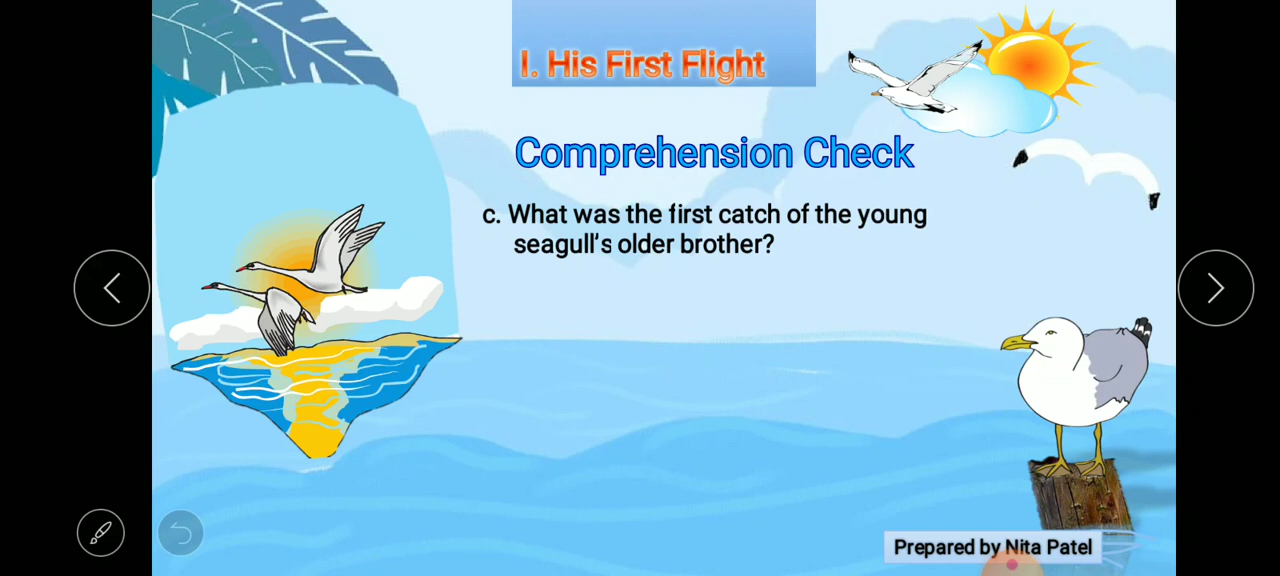 I. His First Flight
Comprehension Check
c. What was the first catch of the young
seagull's older brother?
Prepared by Nita Patel